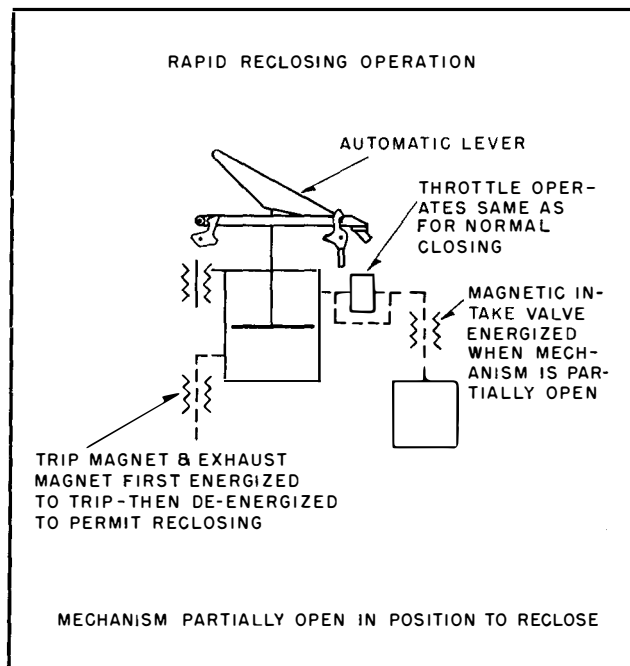 RAPID RECLOSING OPERATION
AUTOMATIC LEVER
THROTTLE OPER-
ATES SAME AS
FOR NORMAL
CLOSING
MAGNETIC IN-
TAKE VALVE
ENERGIZED
WHEN MECH-
ANISM IS PAR-
TIALLY OPEN
TRIP MAGNET & EXHAUST
MAGNET FIRST ENERGIZED
TO TRIP-THEN DE-ENERGIZED
TO PERMIT RECLOSING
MECHANISM PARTIALLY OPEN IN POSITION TO RECLOSE